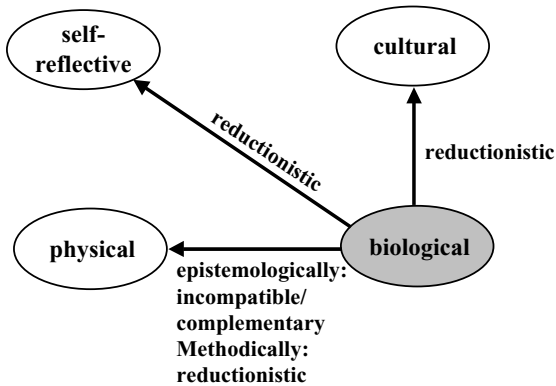 self-
reflective
cultural
reductionistic
reductionistic
physical
biological
epistemologically:
incompatible/
complementary
Methodically:
reductionistic